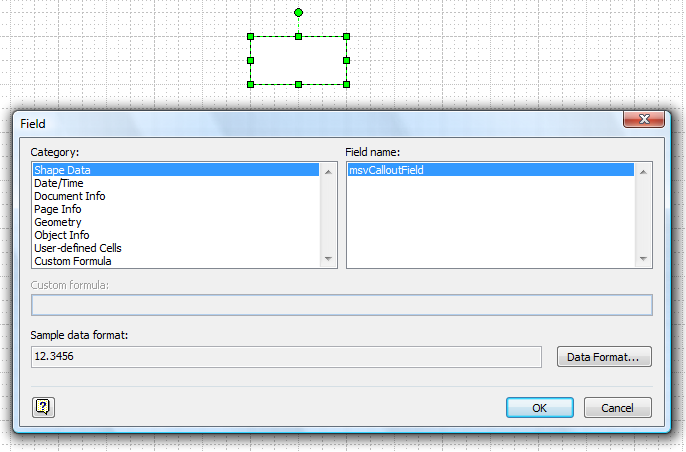 Field
Category:
Field name:
Shape Data
Date/Time
Document Info
Page Info
Geometry
Object Info
User-defined Cells
Custom Formula
msvCalloutField
Custom formula:
Sample data format:
12.3456
Data Format...
?
OK
Cancel